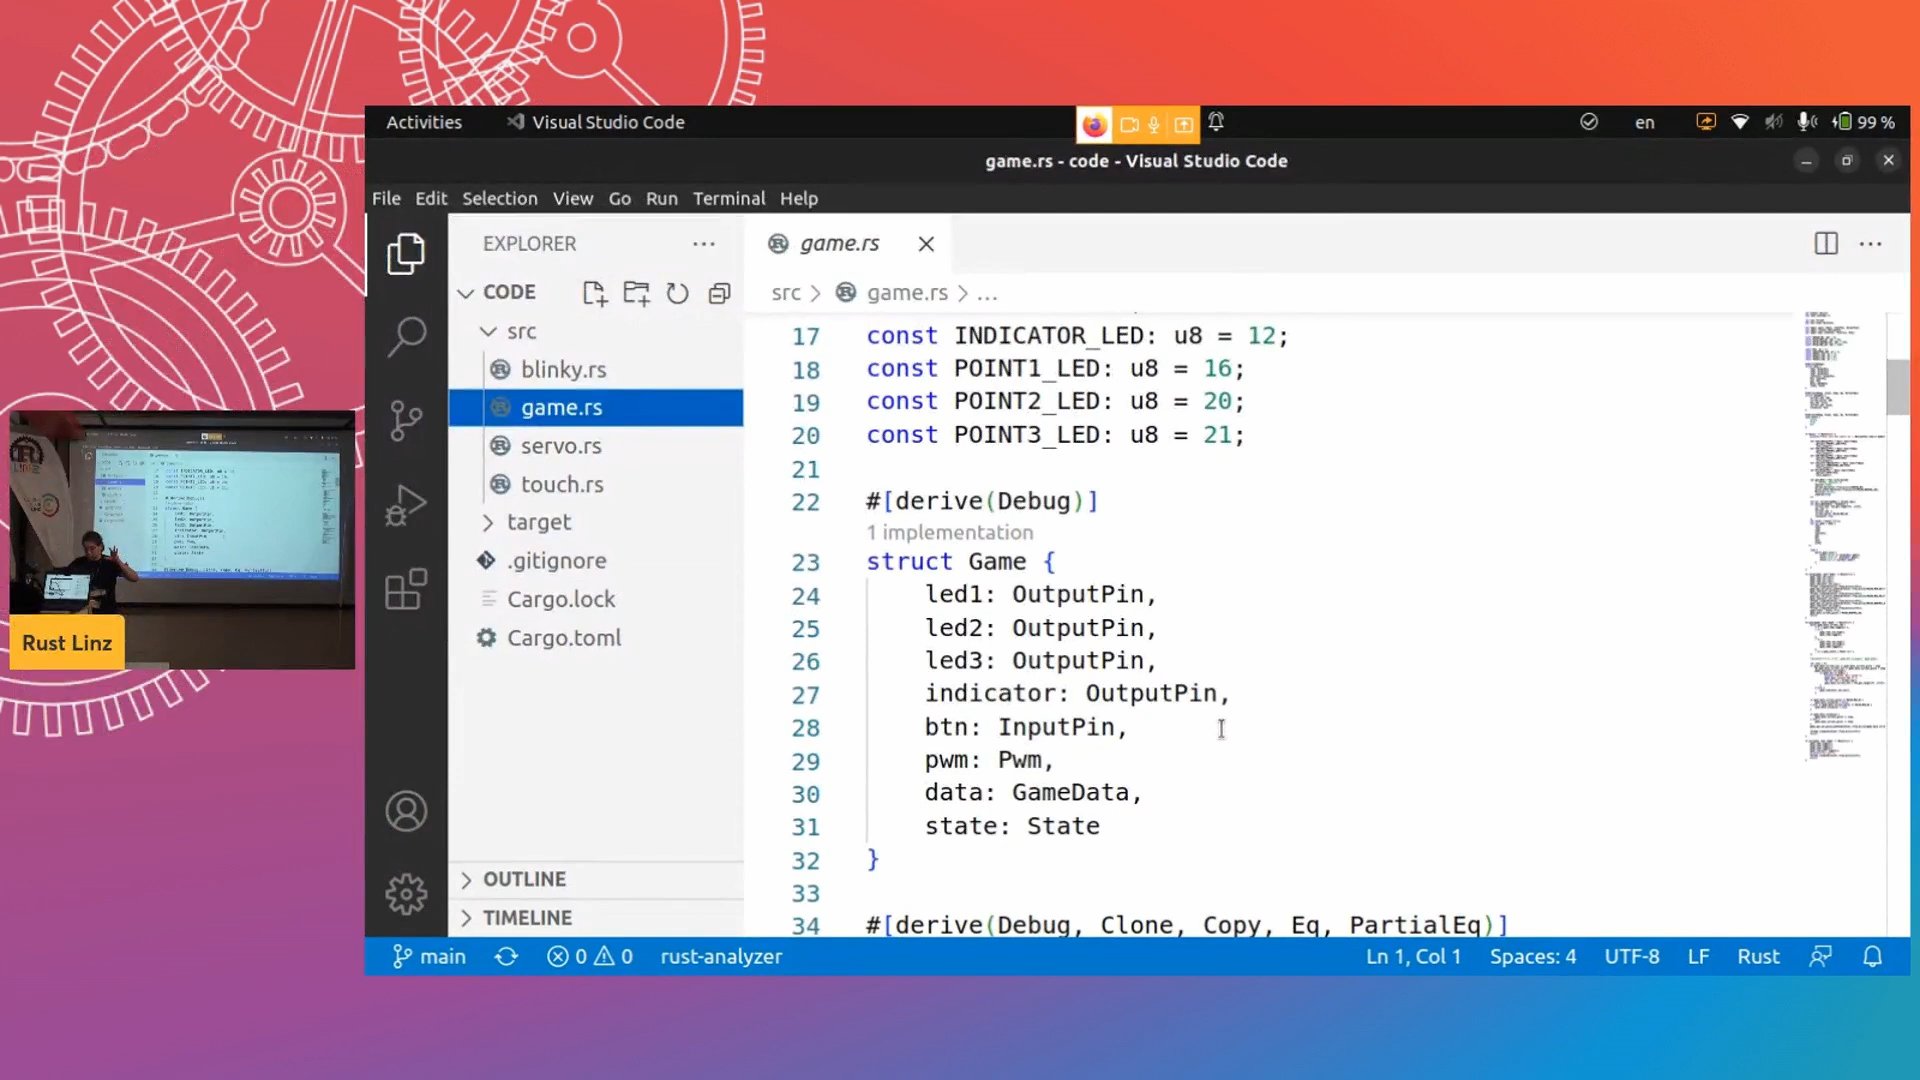 Activities
Visual Studio Code
en
99 %
game.rs - code - Visual Studio Code
File Edit Selection View Go Run Terminal Help
EXPLORER
game.rs
CODE
src > game.rs > ...
src
blinky.rs
game.rs
servo.rs
touch.rs
target
.gitignore
Cargo.lock
Cargo.toml
OUTLINE
TIMELINE
17 const INDICATOR_LED: u8 = 12;
18 const POINT1_LED: u8 = 16;
19 const POINT2_LED: u8 = 20;
20 const POINT3_LED: u8 = 21;
21
22 #[derive(Debug)]
1 implementation
23 struct Game {
24 led1: OutputPin,
25 led2: OutputPin,
26 led3: OutputPin,
27 indicator: OutputPin,
28 btn: InputPin,
29 pwm: Pwm,
30 data: GameData,
31 state: State
32 }
33
34 #[derive(Debug, Clone, Copy, Eq, PartialEq)]
Rust Linz
main
0 0
rust-analyzer
Ln 1, Col 1
Spaces: 4
UTF-8
LF
Rust